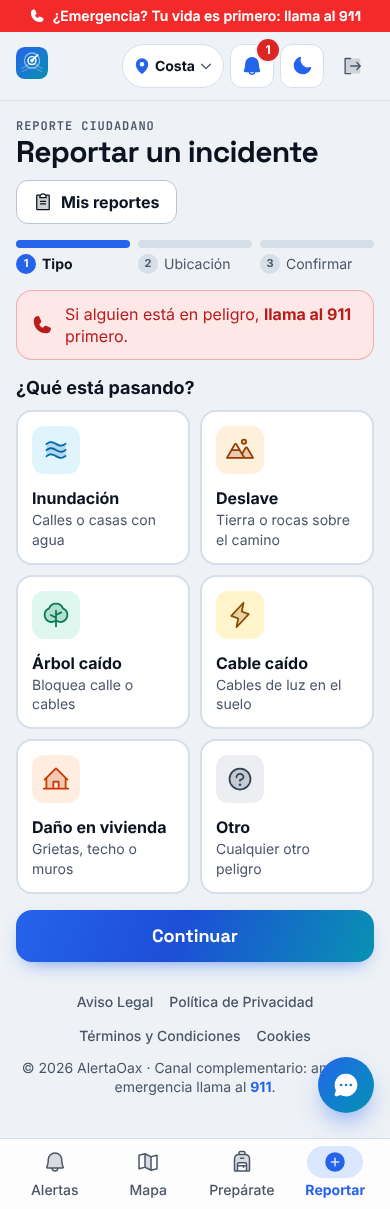 ¿Emergencia? Tu vida es primero: llama al 911
Costa
1
REPORTE CIUDADANO
Reportar un incidente
Mis reportes
1 Tipo
2 Ubicación
3 Confirmar
Si alguien está en peligro, llama al 911
primero.
¿Qué está pasando?
Inundación
Calles o casas con
agua
Deslave
Tierra o rocas sobre
el camino
Árbol caído
Bloquea calle o
cables
Cable caído
Cables de luz en el
suelo
Daño en vivienda
Grietas, techo o
muros
Otro
Cualquier otro
peligro
Continuar
Aviso Legal Política de Privacidad
Términos y Condiciones Cookies
© 2026 AlertaOax · Canal complementario:
emergencia llama al 911.
Alertas
Mapa
Prepárate
Reportar